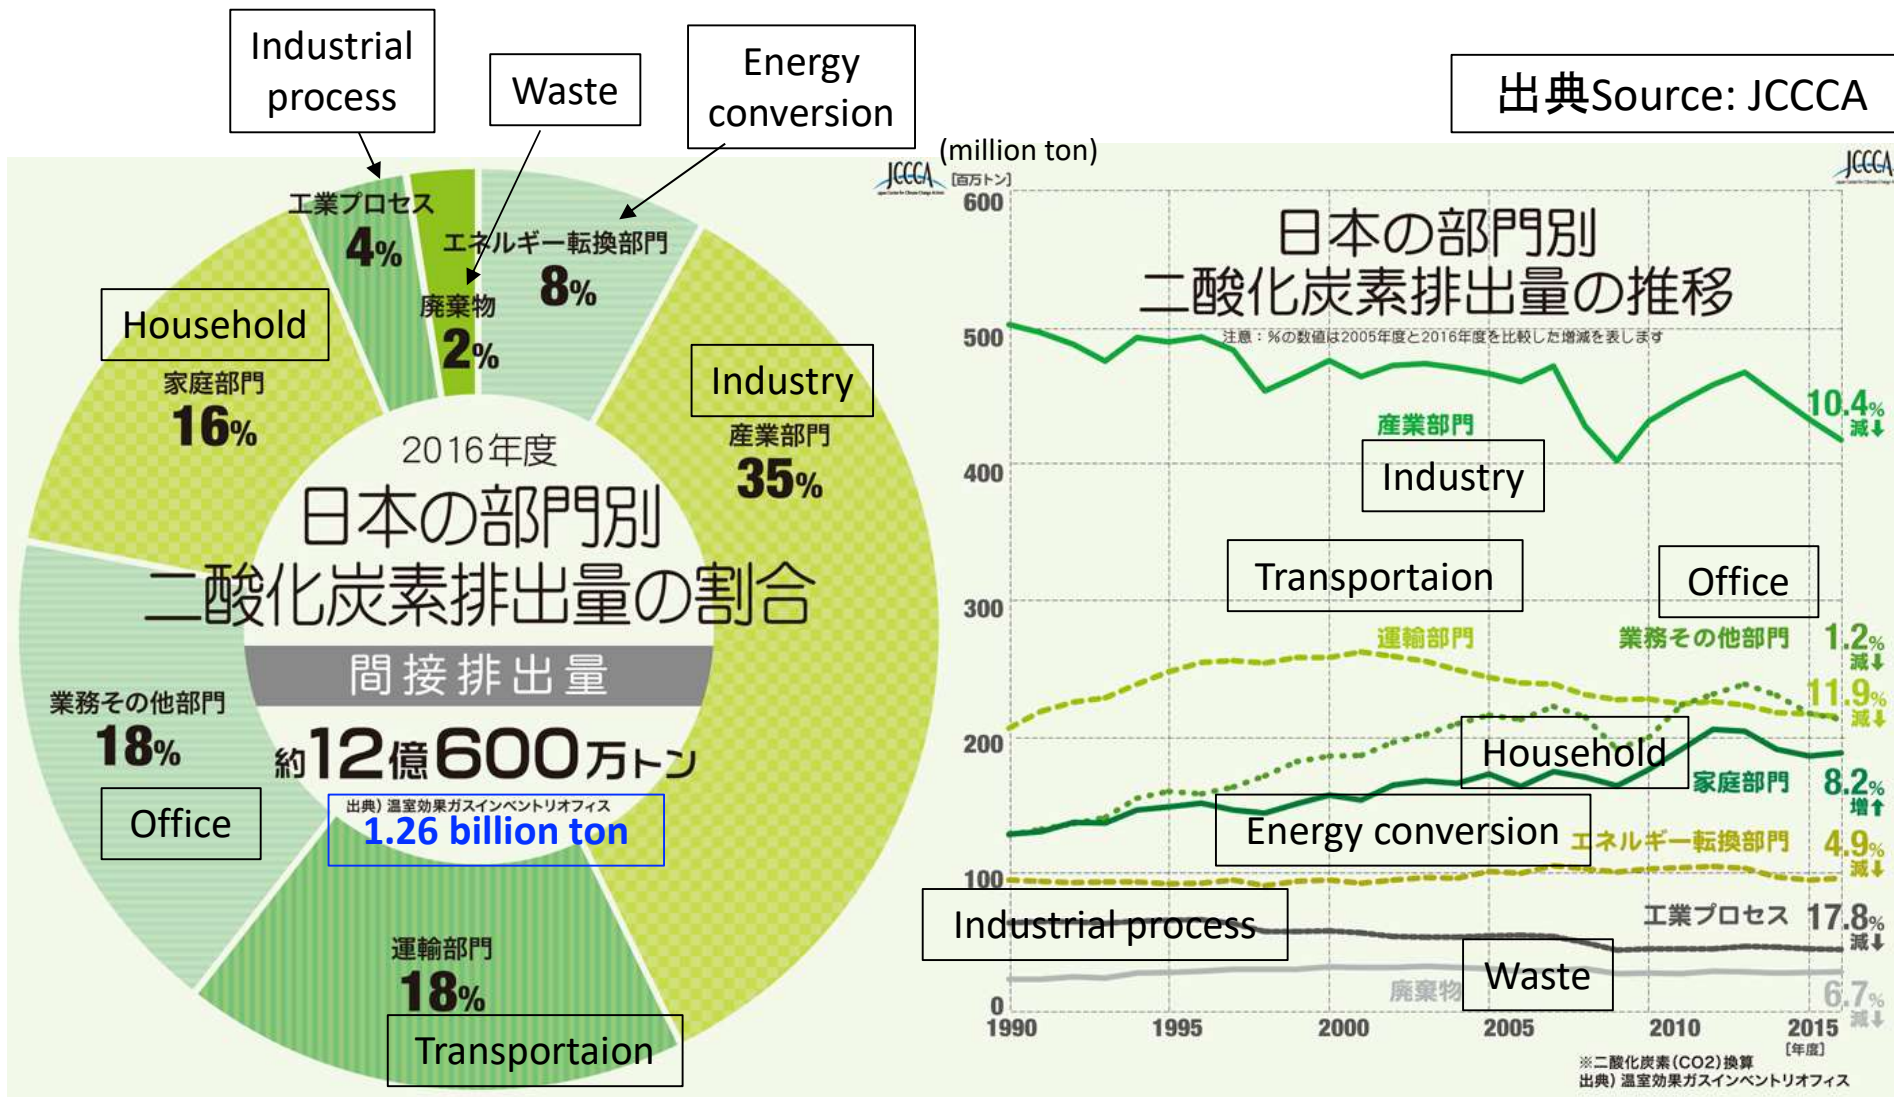 Industrial
process
Waste
Energy
conversion
出典Source: JCCCA
工業プロセス
4%
廃棄物
2%
エネルギー転換部門
8%
Household
家庭部門
16%
Industry
産業部門
35%
2016年度
日本の部門別
二酸化炭素排出量の割合
間接排出量
約12億600万トン
出典）温室効果ガスインベントリオフィス
1.26 billion ton
業務その他部門
18%
Office
運輸部門
18%
Transportaion
JCCCA
(million ton)
[百万トン]
JCCCA
日本の部門別
二酸化炭素排出量の推移
注意：％の数値は2005年度と2016年度を比較した増減を表します
600
500
400
300
200
100
0
産業部門
Industry
10.4%
減↓
Transportaion
運輸部門
Office
業務その他部門
1.2%
減↓
11.9%
減↓
Household
家庭部門
8.2%
増↑
Energy conversion
エネルギー転換部門
4.9%
減↓
Industrial process
工業プロセス
17.8%
減↓
Waste
廃棄物
6.7%
減↓
1990
1995
2000
2005
2010
2015
[年度]
※二酸化炭素(CO2)換算
出典）温室効果ガスインベントリオフィス